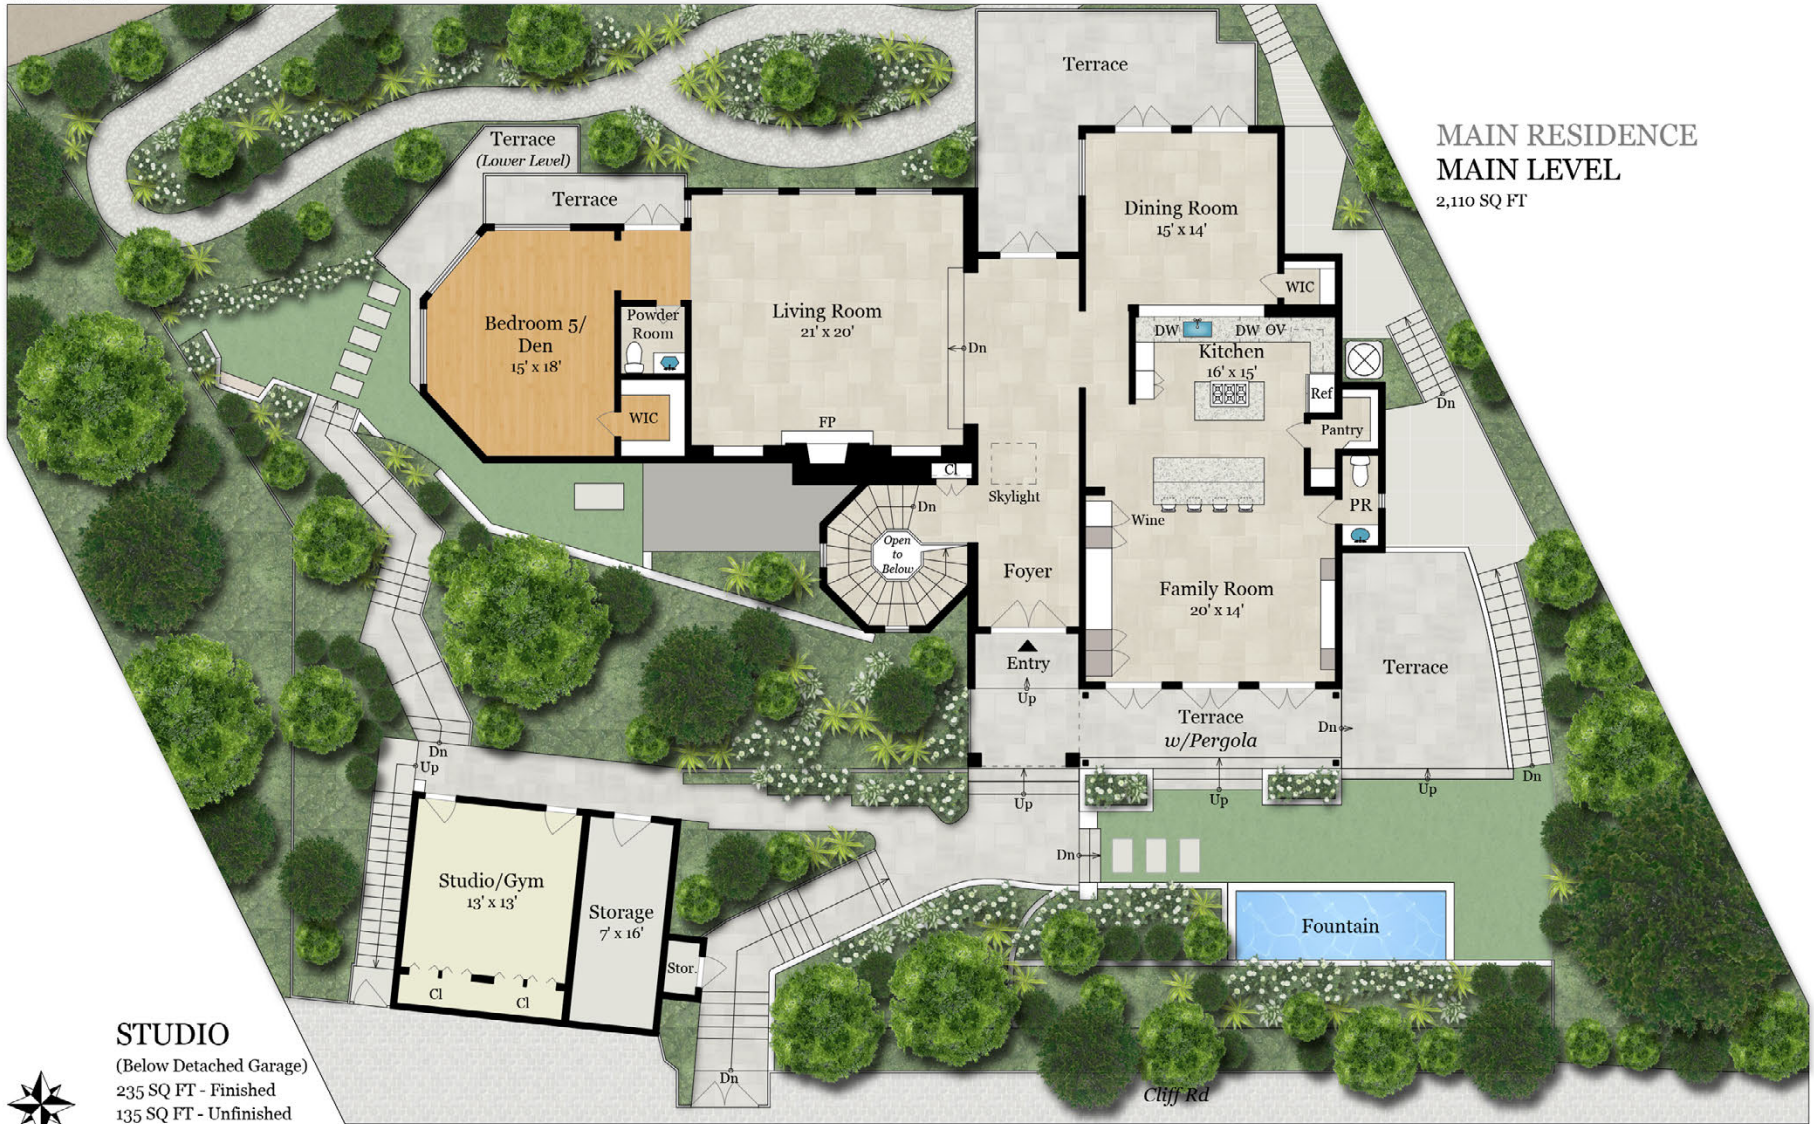 Terrace
MAIN RESIDENCE
MAIN LEVEL
2,110 SQ FT
Terrace
(Lower Level)
Terrace
Dining Room
15' x 14'
WIC
Living Room
21' x 20'
Bedroom 5/
Den
15' x 18'
Powder
Room
WIC
Dn
DW
DW
OV
Kitchen
16' x 15'
Ref
Dn
FP
Pantry
Cl
Skylight
Dn
Wine
PR
Open
to
Below
Foyer
Family Room
20' x 14'
Entry
Up
Terrace
Terrace
w/Pergola
Dn
Dn
Up
Dn
Up
Up
Up
Dn
Studio/Gym
13' x 13'
Storage
7' x 16'
Stor.
Cl
Cl
Fountain
Dn
Cliff Rd
STUDIO
(Below Detached Garage)
235 SQ FT - Finished
135 SQ FT - Unfinished